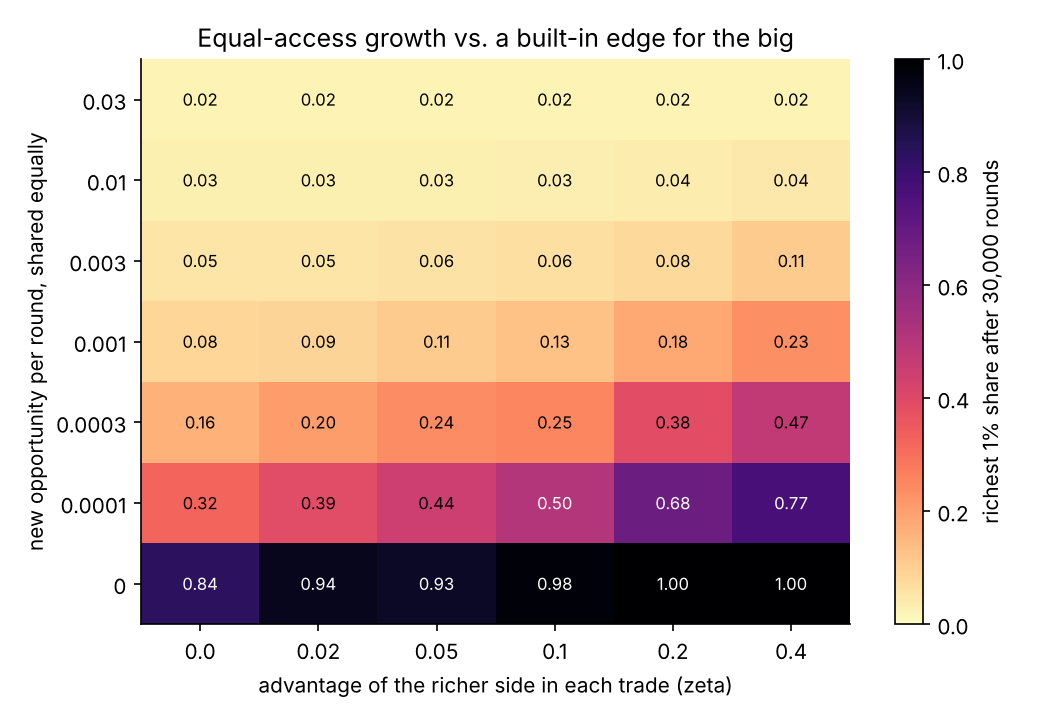 Equal-access growth vs. a built-in edge for the big
new opportunity per round, shared equally
0.03 0.02 0.02 0.02 0.02 0.02 0.02
0.01 0.03 0.03 0.03 0.03 0.04 0.04
0.003 0.05 0.05 0.06 0.06 0.08 0.11
0.001 0.08 0.09 0.11 0.13 0.18 0.23
0.0003 0.16 0.20 0.24 0.25 0.38 0.47
0.0001 0.32 0.39 0.44 0.50 0.68 0.77
0 0.84 0.94 0.93 0.98 1.00 1.00
0.0 0.02 0.05 0.1 0.2 0.4
advantage of the richer side in each trade (zeta)
1.0
0.8
0.6
0.4
0.2
0.0
richest 1% share after 30,000 rounds